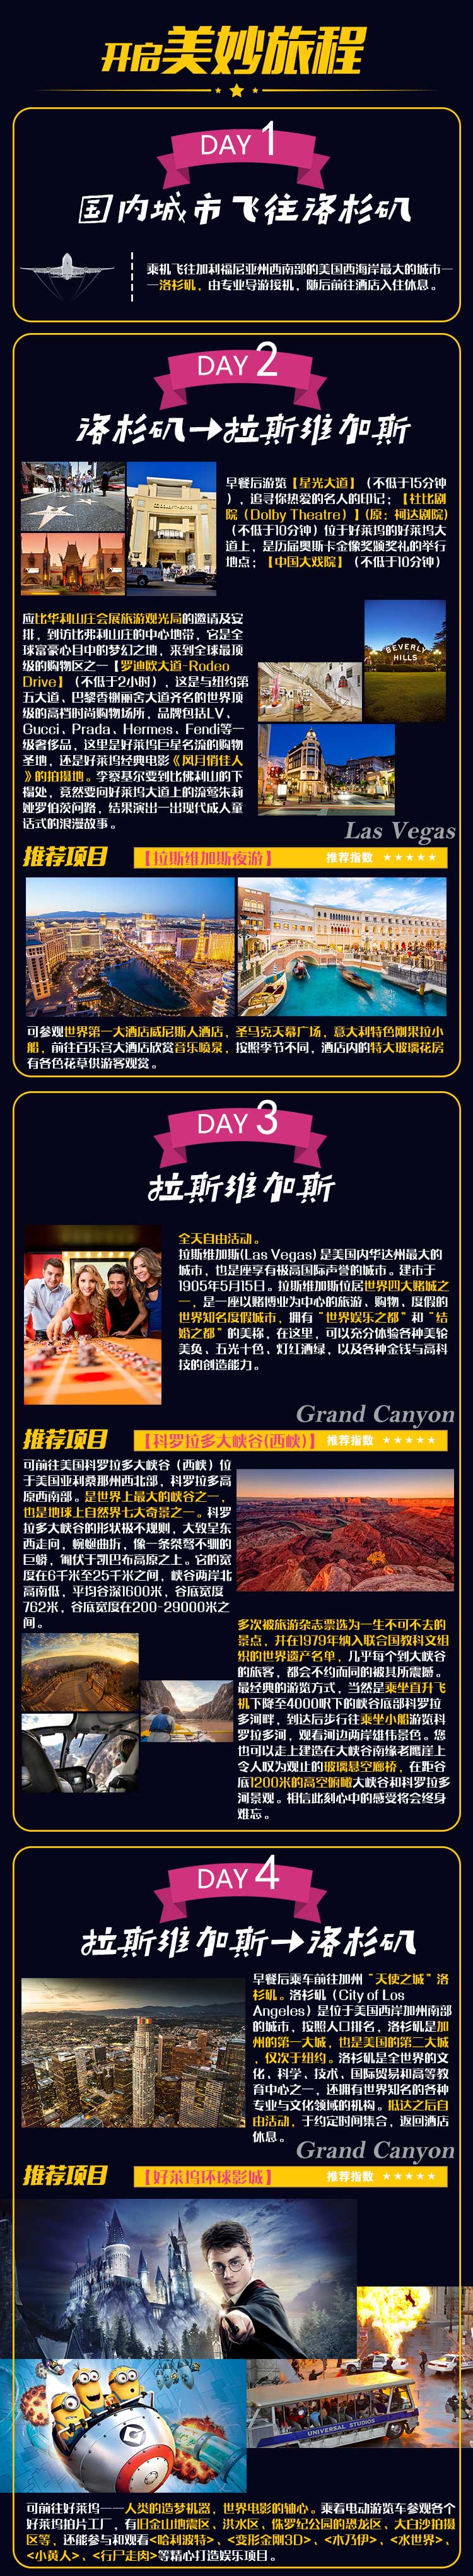 开启美妙旅程
DAY 1
国内城市飞往洛杉矶
乘机飞往加利福尼亚州西南部的美国西海岸最大的城市—
—洛杉矶，由专业导游接机，随后前往酒店入住休息。
DAY 2
洛杉矶→拉斯维加斯
早餐后游览【星光大道】（不低于15分钟
），追寻你热爱的名人的印记；【杜比剧
院（Dolby Theatre）】(原：柯达剧院)
（不低于10分钟）位于好莱坞的好莱坞大
道上，是历届奥斯卡金像奖颁奖礼的举行
地点；【中国大戏院】（不低于10分钟）
应比华利山庄会展旅游观光局的邀请及安
排，到访比弗利山庄的中心地带，它是全
球富豪心目中的梦幻之地，来到全球最顶
级的购物区之一【罗迪欧大道-Rodeo
Drive】（不低于2小时），这是与纽约第
五大道、巴黎香榭丽舍大道齐名的世界顶
级的高档时尚购物场所，品牌包括LV、
Gucci、Prada、Hermes、Fendi等一
级奢侈品，这里是好莱坞巨星名流的购物
圣地，还是好莱坞经典电影《风月俏佳人
》的拍摄地。李察基尔要到比佛利山的下
榻处，竟然要向好莱坞大道上的流莺朱莉
娅罗伯茨问路，结果演出一出现代成人童
话式的浪漫故事。
BEVERLY
HILLS
Las Vegas
推荐项目 【拉斯维加斯夜游】 推荐指数 ★★★★★
可参观世界第一大酒店威尼斯人酒店，圣马克天幕广场，意大利特色刚果拉小
船，前往百乐宫大酒店欣赏音乐喷泉，按照季节不同，酒店内的特大玻璃花房
有各色花草供游客观赏。
DAY 3
拉斯维加斯
全天自由活动。
拉斯维加斯(Las Vegas) 是美国内华达州最大的
城市，也是座享有极高国际声誉的城市。建市于
1905年5月15日。拉斯维加斯位居世界四大赌城之
一，是一座以赌博业为中心的旅游、购物、度假的
世界知名度假城市，拥有“世界娱乐之都”和“结
婚之都”的美称，在这里，可以充分体验各种美轮
美奂、五光十色、灯红酒绿，以及各种金钱与高科
技的创造能力。
Grand Canyon
推荐项目 【科罗拉多大峡谷(西峡)】 推荐指数 ★★★★★
可前往美国科罗拉多大峡谷（西峡）位
于美国亚利桑那州西北部，科罗拉多高
原西南部。是世界上最大的峡谷之一，
也是地球上自然界七大奇景之一。科罗
拉多大峡谷的形状极不规则，大致呈东
西走向，蜿蜒曲折，像一条桀骜不驯的
巨蟒，匍伏于凯巴布高原之上。它的宽
度在6千米至25千米之间，峡谷两岸北
高南低，平均谷深1600米，谷底宽度
762米，谷底宽度在200-29000米之
间。
多次被旅游杂志票选为一生不可不去的
景点，并在1979年纳入联合国教科文组
织的世界遗产名单，几乎每个到大峡谷
的旅客，都会不约而同的被其所震撼。
最经典的游览方式，当然是乘坐直升飞
机下降至4000呎下的峡谷底部科罗拉
多河畔，到达后步行往乘坐小船游览科
罗拉多河，观看河边两岸雄伟景色。您
也可以走上建造在大峡谷南缘老鹰崖上
令人叹为观止的玻璃悬空廊桥，在距谷
底1200米的高空俯瞰大峡谷和科罗拉多
河景观。相信此刻心中的感受将会终身
难忘。
DAY 4
拉斯维加斯→洛杉矶
早餐后乘车前往加州“天使之城”洛
杉矶。洛杉矶（City of Los
Angeles）是位于美国西岸加州南部
的城市，按照人口排名，洛杉矶是加
州的第一大城，也是美国的第二大城
，仅次于纽约。洛杉矶是全世界的文
化、科学、技术、国际贸易和高等教
育中心之一，还拥有世界知名的各种
专业与文化领域的机构。抵达之后自
由活动，于约定时间集合，返回酒店
休息。
Grand Canyon
推荐项目 【好莱坞环球影城】 推荐指数 ★★★★★
UNIVERSAL STUDIOS
可前往好莱坞——人类的造梦机器，世界电影的轴心。乘着电动游览车参观各个
好莱坞拍片工厂，有旧金山地震区、洪水区、侏罗纪公园的恐龙区、大白沙拍摄
区等，还能参与和观看<哈利波特>、<变形金刚3D>、<木乃伊>、<水世界>、
<小黄人>、<行尸走肉>等精心打造娱乐项目。